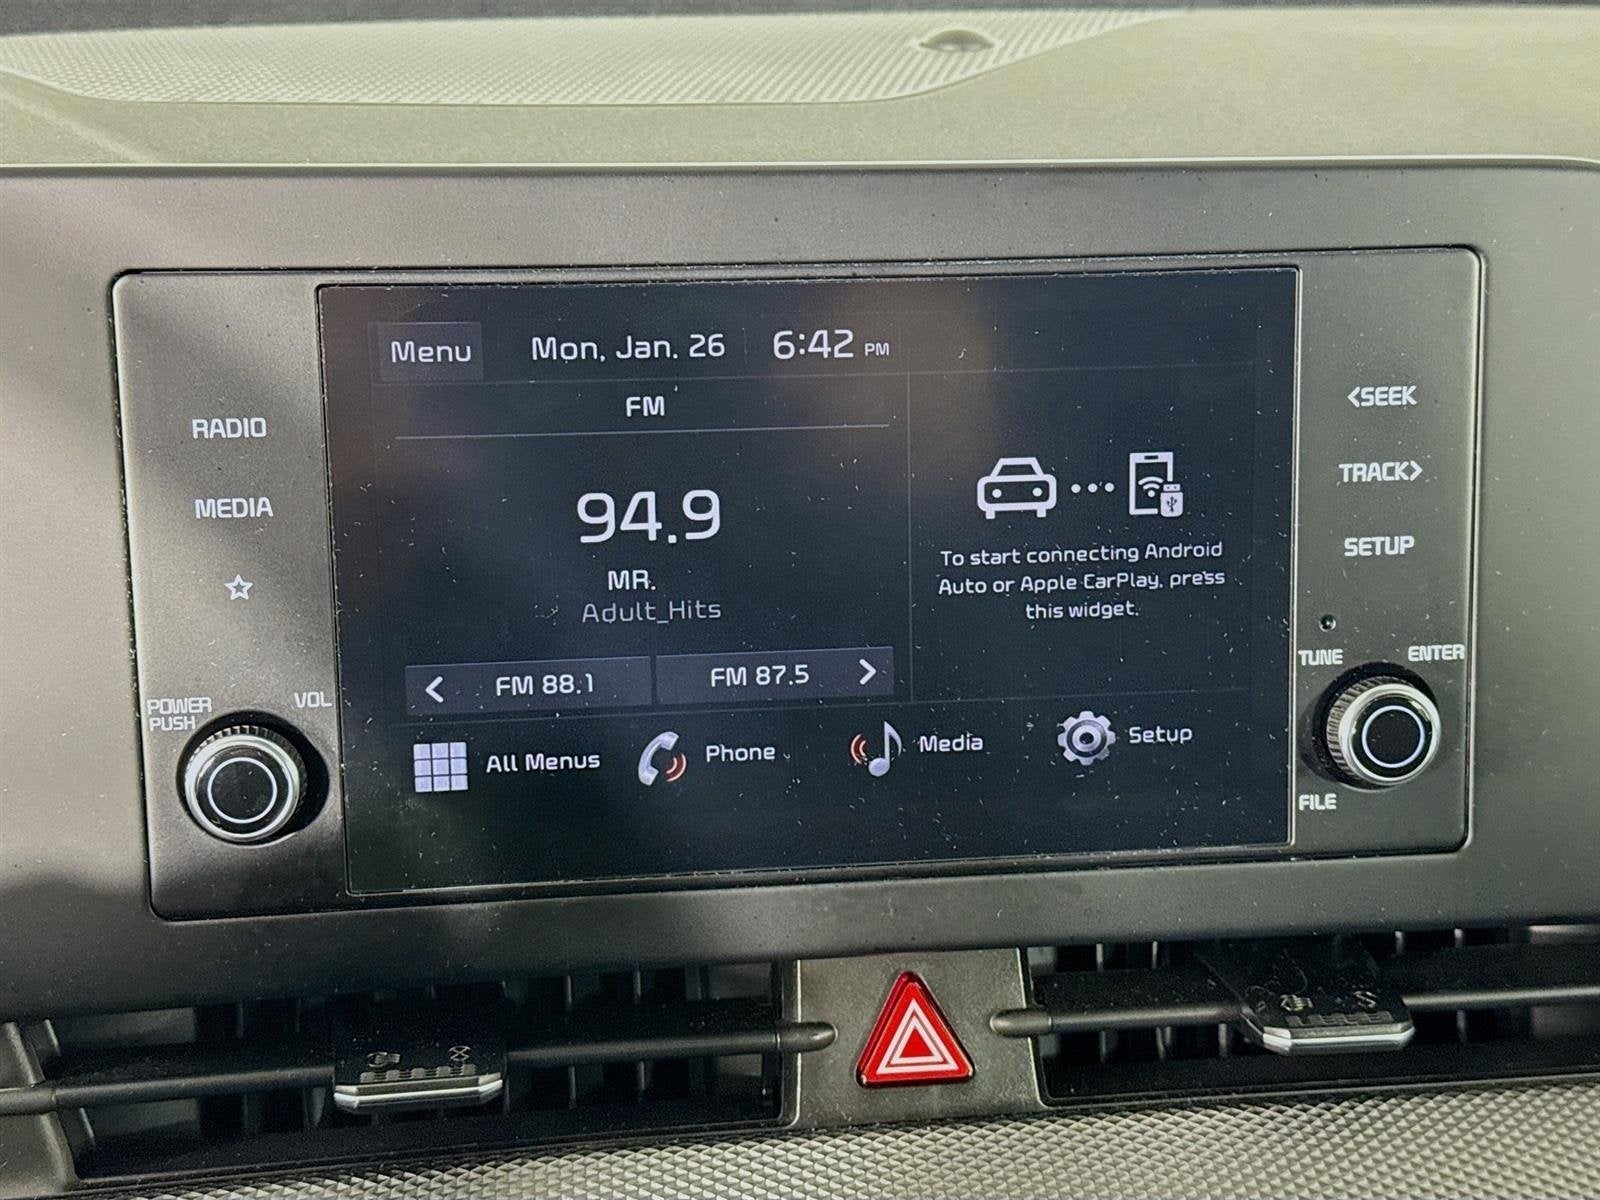 Menu
Mon, Jan. 26
6:42 PM
FM
94.9
MR.
Adult_Hits
< FM 88.1
FM 87.5 >
To start connecting Android
Auto or Apple CarPlay, press
this widget.
All Menus
Phone
Media
Setup
RADIO
MEDIA
POWER
PUSH
VOL
<SEEK
TRACK>
SETUP
TUNE
ENTER
FILE